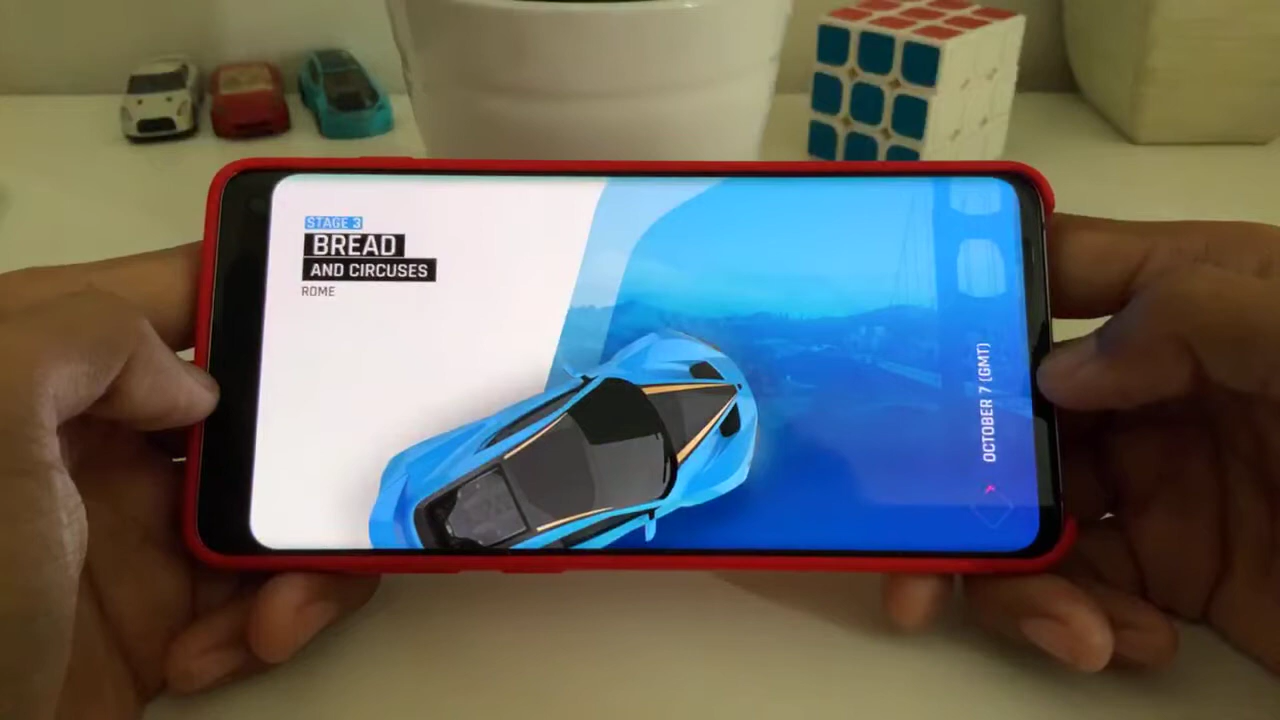 STAGE 3
BREAD
AND CIRCUSES
ROME
OCTOBER 7 (GMT)